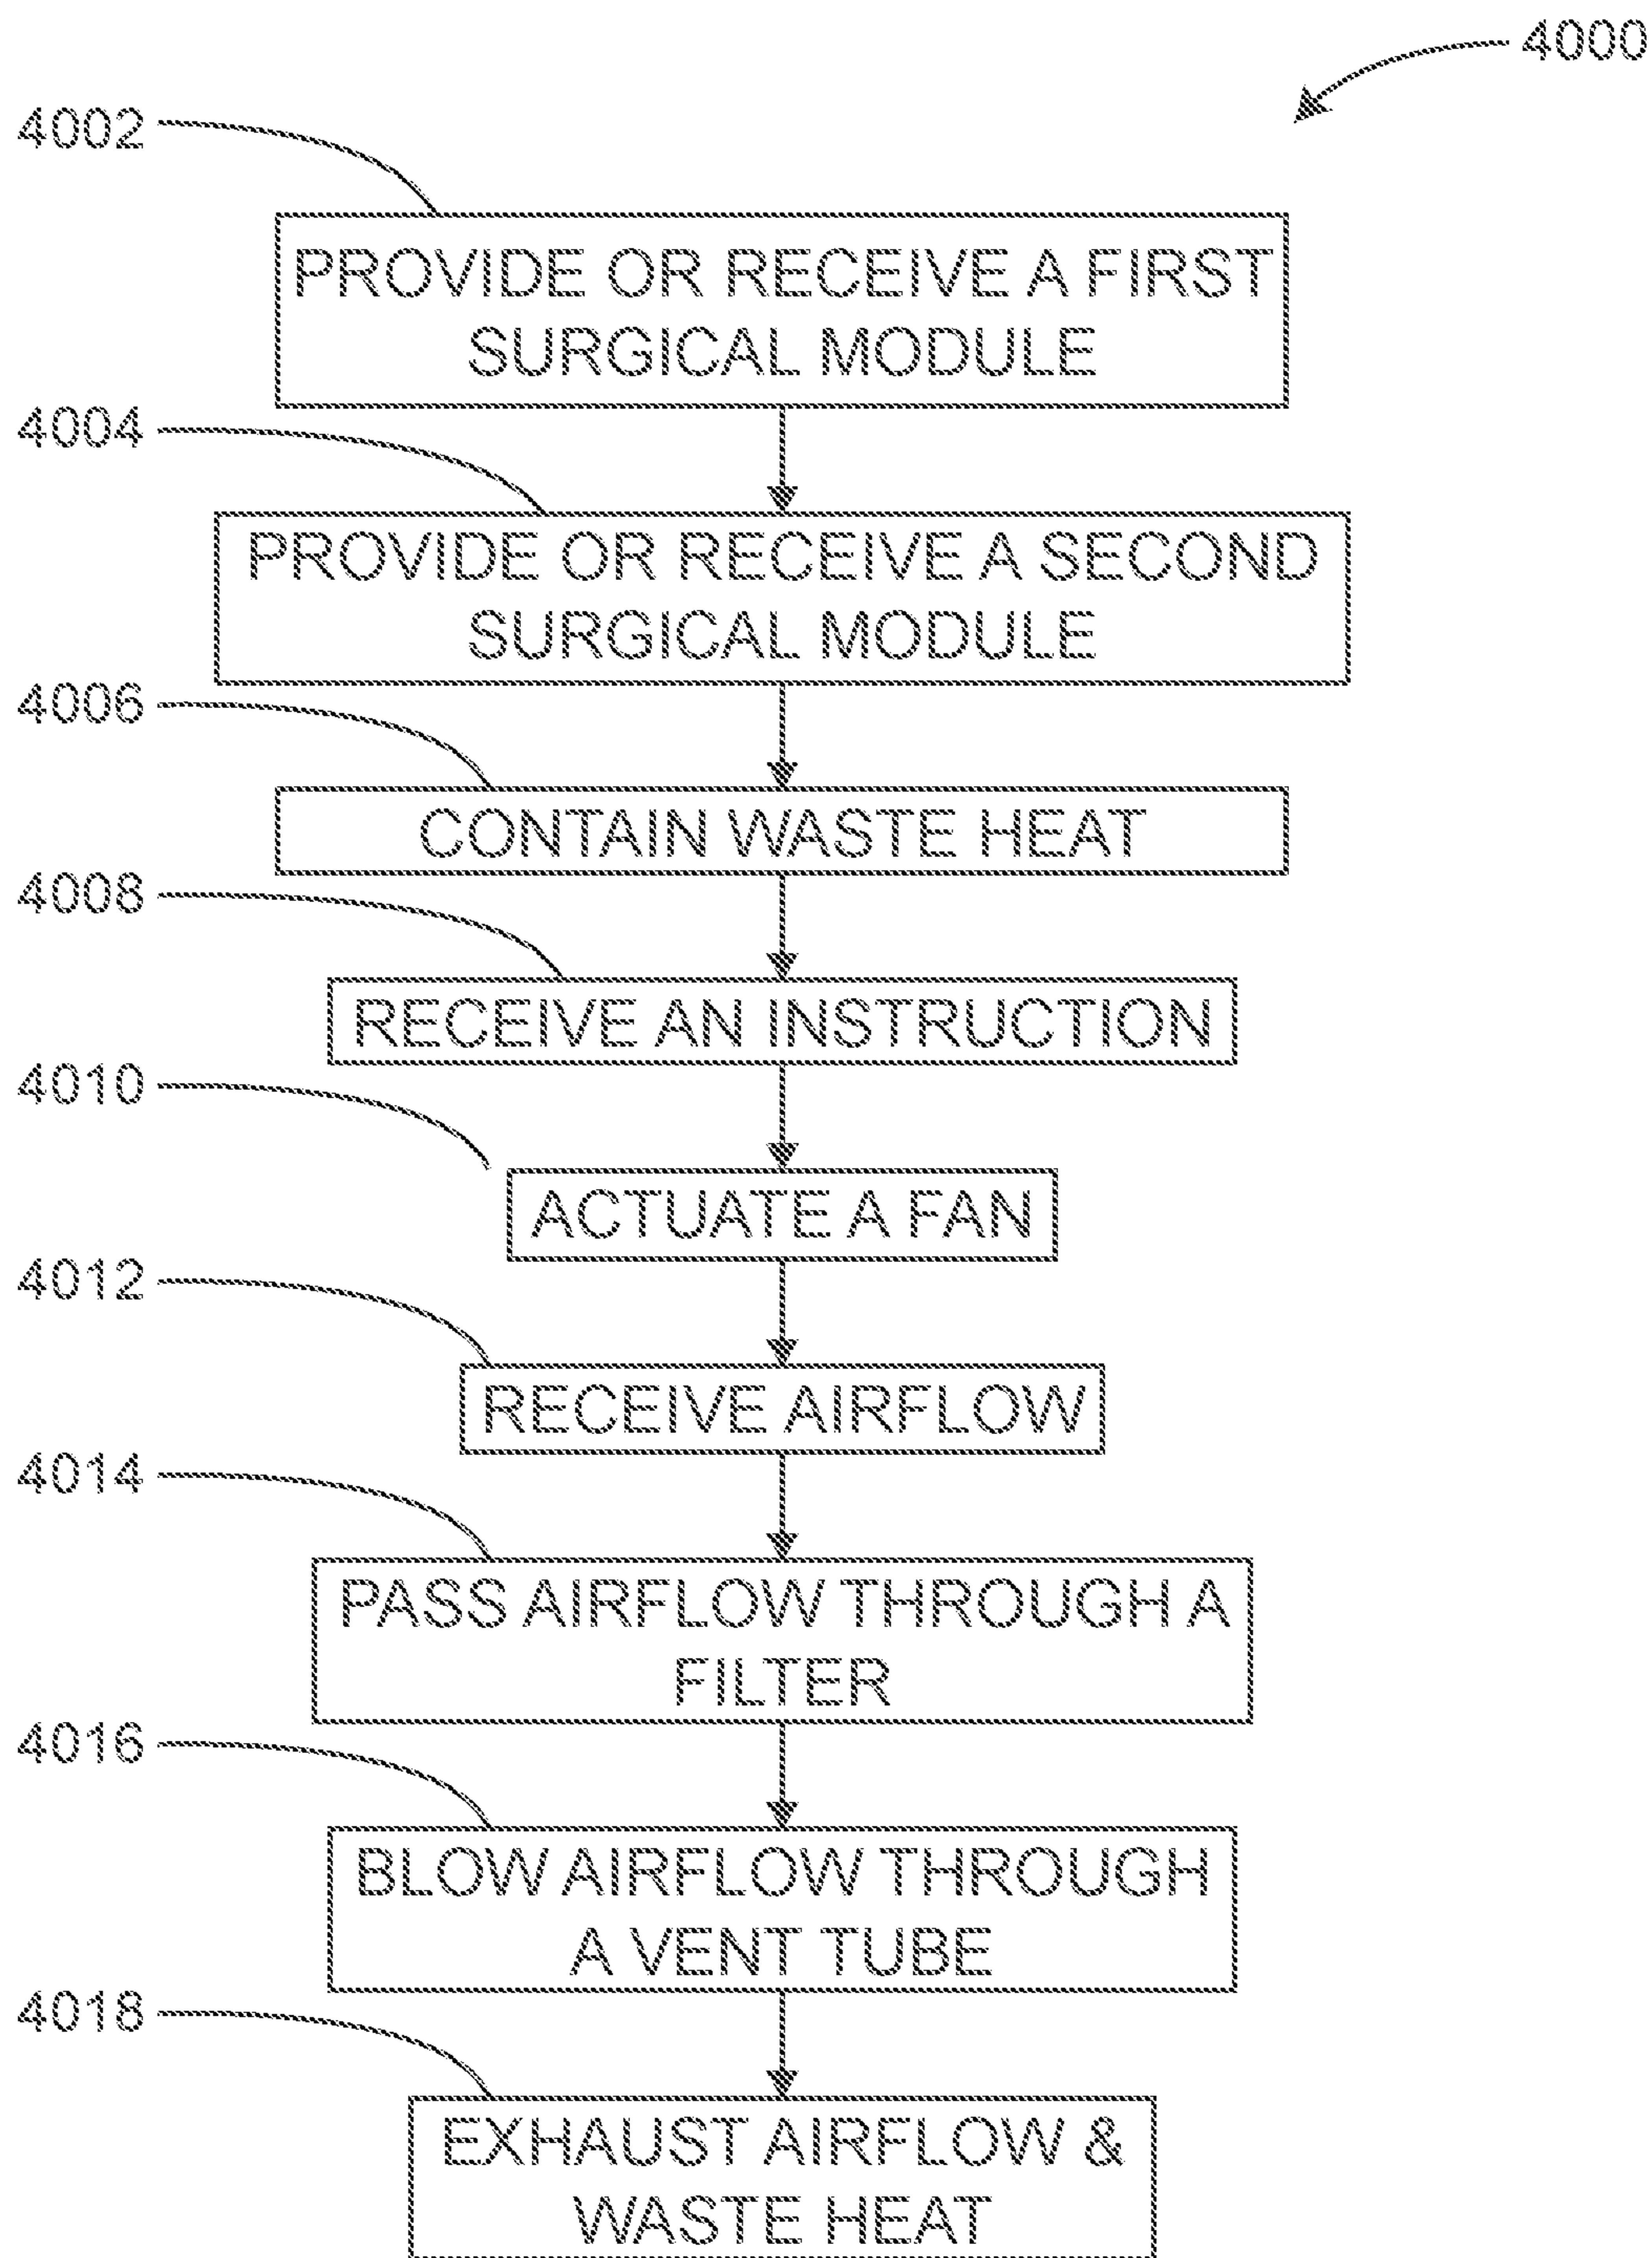 4000
4002
PROVIDE OR RECEIVE A FIRST
SURGICAL MODULE
4004
PROVIDE OR RECEIVE A SECOND
SURGICAL MODULE
4006
CONTAIN WASTE HEAT
4008
RECEIVE AN INSTRUCTION
4010
ACTUATE A FAN
4012
RECEIVE AIRFLOW
4014
PASS AIRFLOW THROUGH A
FILTER
4016
BLOW AIRFLOW THROUGH
A VENT TUBE
4018
EXHAUST AIRFLOW &
WASTE HEAT